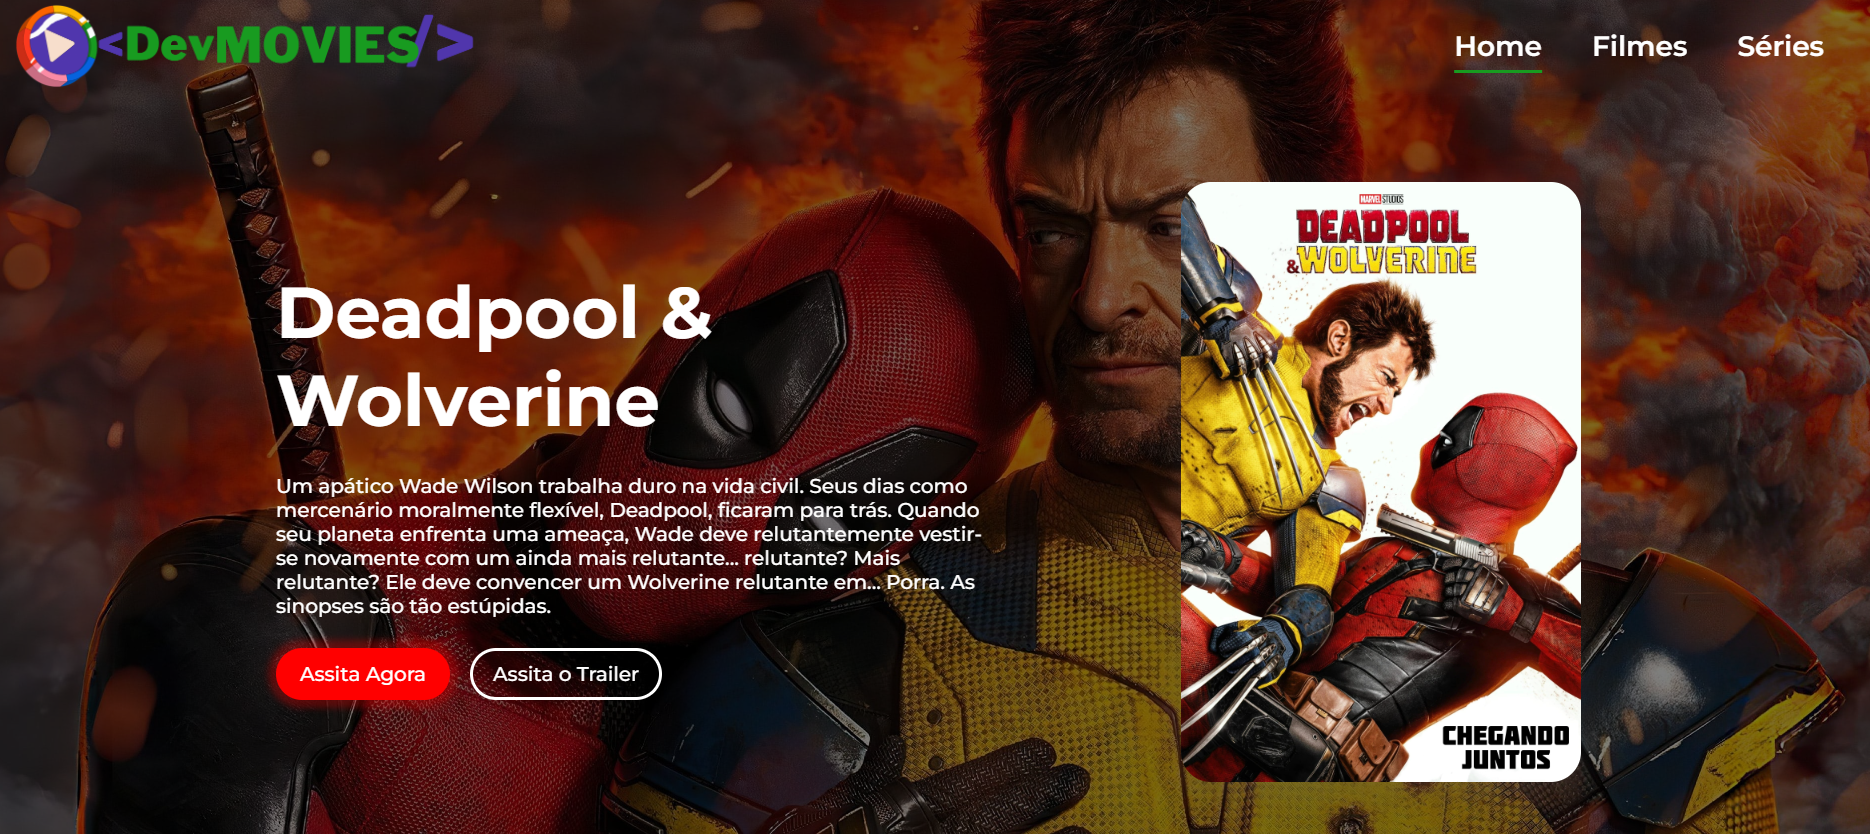 <DevMOVIES/>
Home
Filmes
Séries
Deadpool &
Wolverine
Um apático Wade Wilson trabalha duro na vida civil. Seus dias como
mercenário moralmente flexível, Deadpool, ficaram para trás. Quando
seu planeta enfrenta uma ameaça, Wade deve relutantemente vestir-
se novamente com um ainda mais relutante... relutante? Mais
relutante? Ele deve convencer um Wolverine relutante em... Porra. As
sinopses são tão estúpidas.
Assita Agora
Assita o Trailer
MARVEL STUDIOS
DEADPOOL
&WOLVERINE
CHEGANDO
JUNTOS